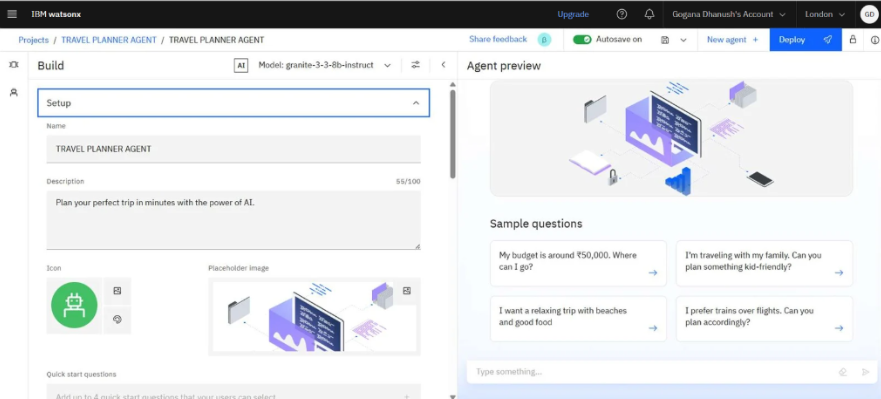 IBM watsonx
Upgrade
Gogana Dhanush's Account
London
GD
Projects / TRAVEL PLANNER AGENT / TRAVEL PLANNER AGENT
Share feedback
β
Autosave on
New agent +
Deploy
Build
AI
Model: granite-3-3-8b-instruct
Agent preview
Setup
Name
TRAVEL PLANNER AGENT
Description
55/100
Plan your perfect trip in minutes with the power of AI.
Icon
Placeholder image
Quick start questions
Add up to 4 quick start questions that your users can select
Sample questions
My budget is around ₹50,000. Where
can I go?
I'm traveling with my family. Can you
plan something kid-friendly?
I want a relaxing trip with beaches
and good food
I prefer trains over flights. Can you
plan accordingly?
Type something...